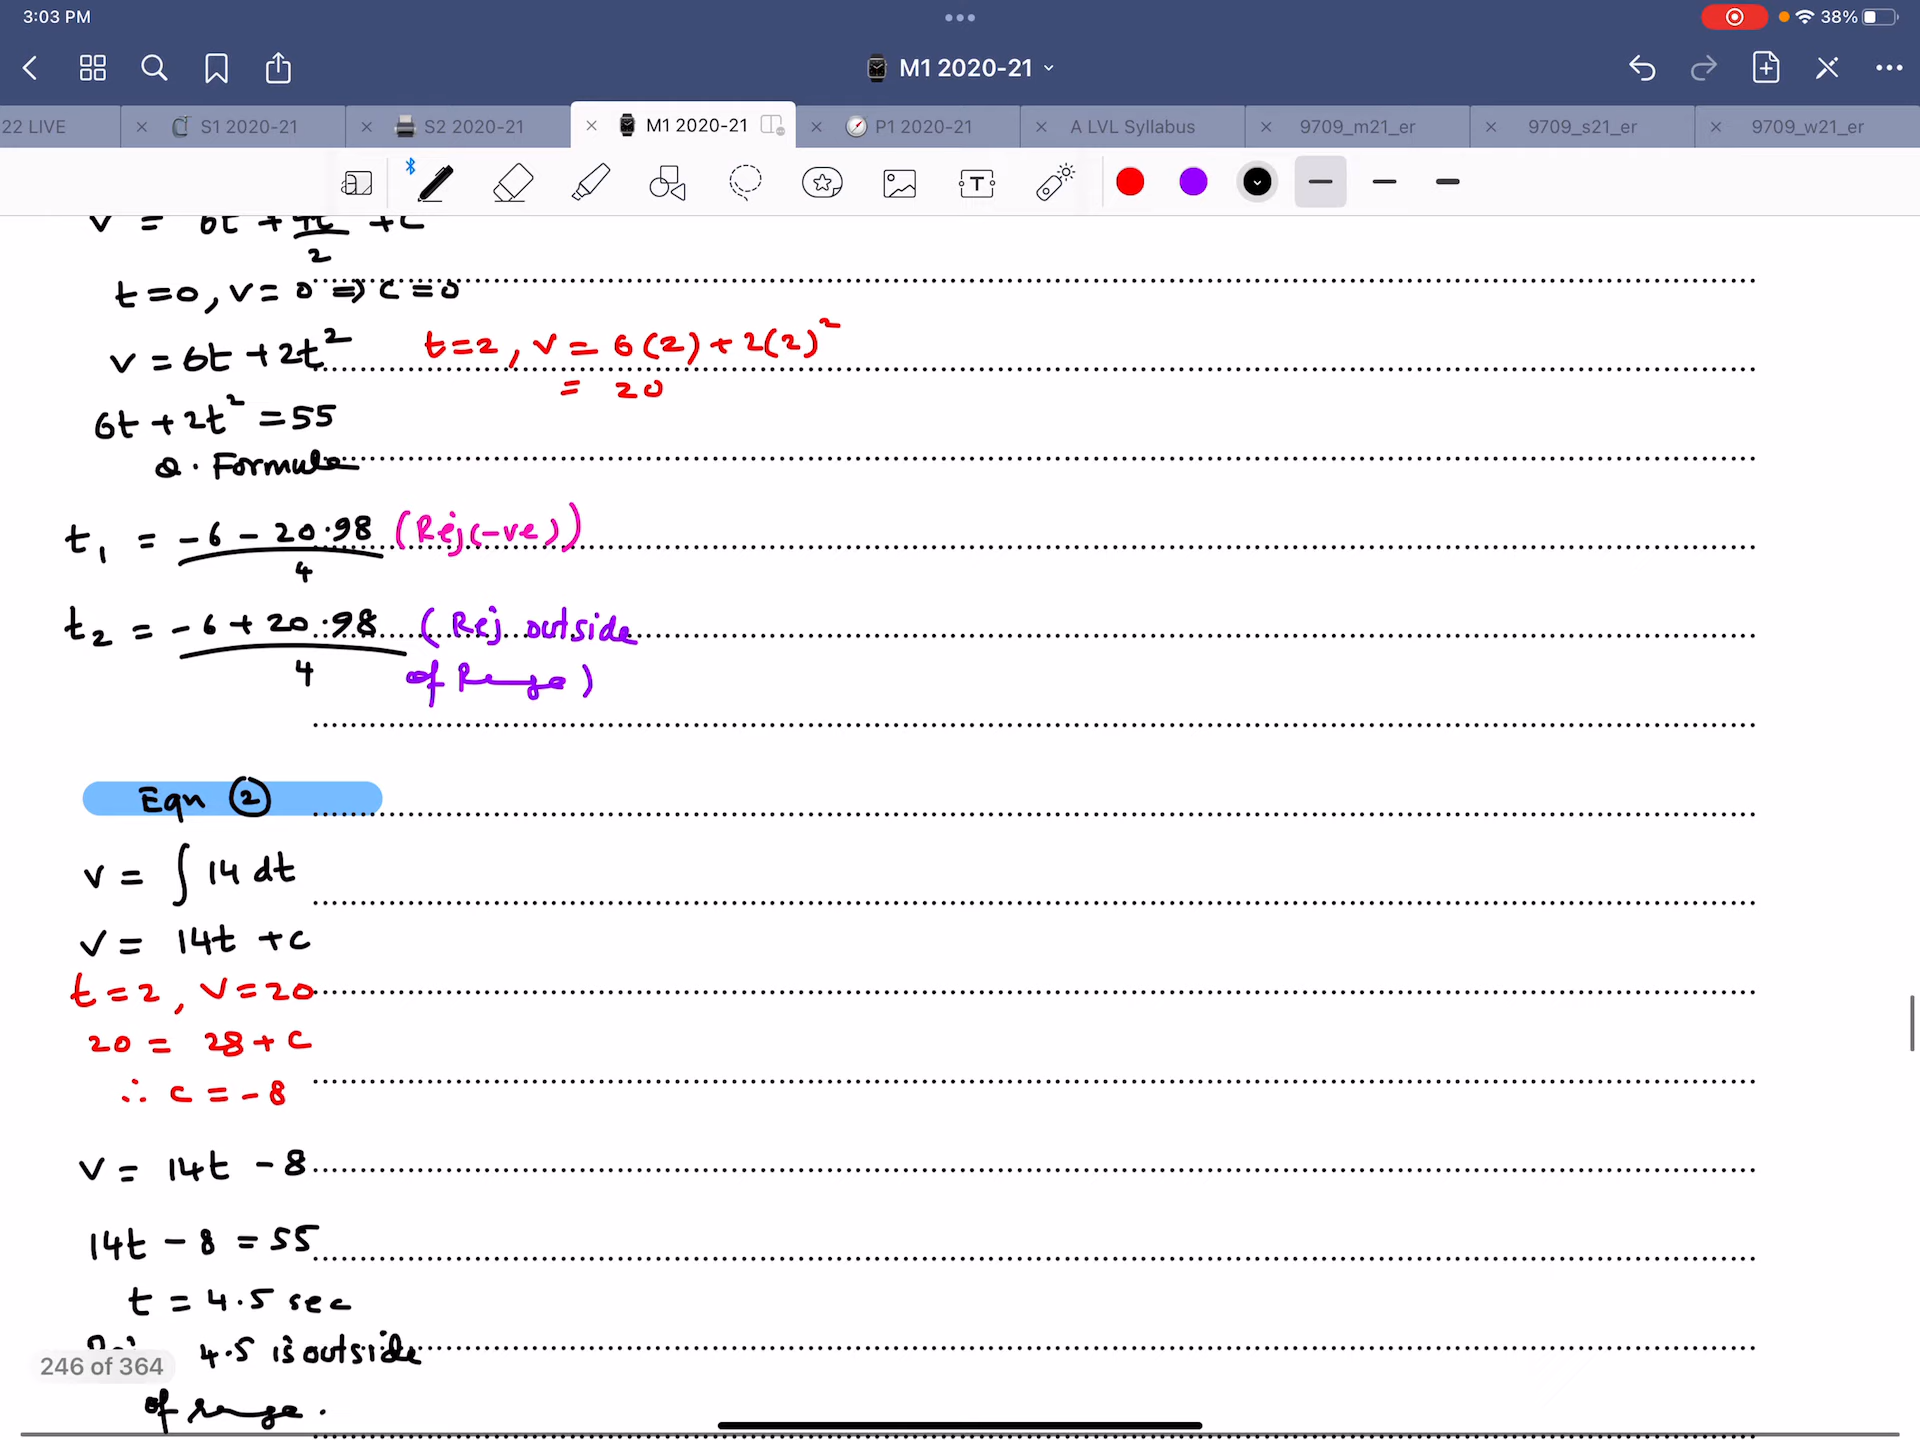 3:03 PM
38%
M1 2020-21
22 LIVE
S1 2020-21
S2 2020-21
M1 2020-21
P1 2020-21
A LVL Syllabus
9709_m21_er
9709_s21_er
9709_w21_er
v = 6t + 4t²/2 + c
t=0, v=0 ⇒ c=0
v = 6t + 2t²
t=2, v = 6(2) + 2(2)²
= 20
6t + 2t² = 55
Q. Formula
t₁ = (-6 - 20.98)/4 (Rej(-ve))
t₂ = (-6 + 20.98)/4 (Rej outside
of Range)
Eqn ②
v = ∫ 14 dt
v = 14t + c
t=2, v=20
20 = 28 + c
∴ c = -8
v = 14t - 8
14t - 8 = 55
t = 4.5 sec
4.5 is outside
246 of 364
of range.